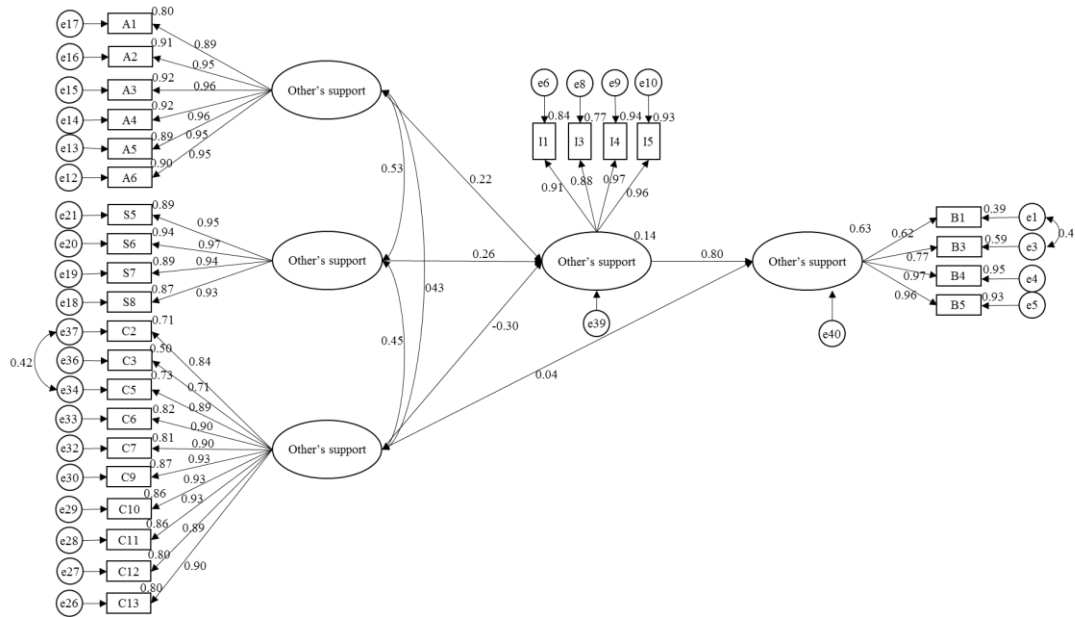 e17 A1 0.80
e16 A2 0.91 0.89
e15 A3 0.92 0.95
e14 A4 0.92 0.96
e13 A5 0.89 0.96
e12 A6 0.90 0.95
0.95
Other's support
e21 S5 0.89
e20 S6 0.94 0.95
e19 S7 0.89 0.97
e18 S8 0.87 0.94
0.93
Other's support
e37 C2 0.71
e36 C3 0.50 0.84
e34 C5 0.73 0.71
e33 C6 0.82 0.89
e32 C7 0.81 0.90
e30 C9 0.87 0.90
e29 C10 0.86 0.93
e28 C11 0.86 0.93
e27 C12 0.80 0.93
e26 C13 0.80 0.89
0.90
0.42
Other's support
0.53
043
0.45
0.22
0.26
-0.30
0.04
e6 e8 e9 e10
0.84 0.77 0.94 0.93
I1 I3 I4 I5
0.91 0.88 0.97 0.96
0.14
Other's support
e39
0.80
0.63
Other's support
e40
0.62 B1 0.39 e1
0.77 B3 0.59 e3
0.97 B4 0.95 e4
0.96 B5 0.93 e5
0.4